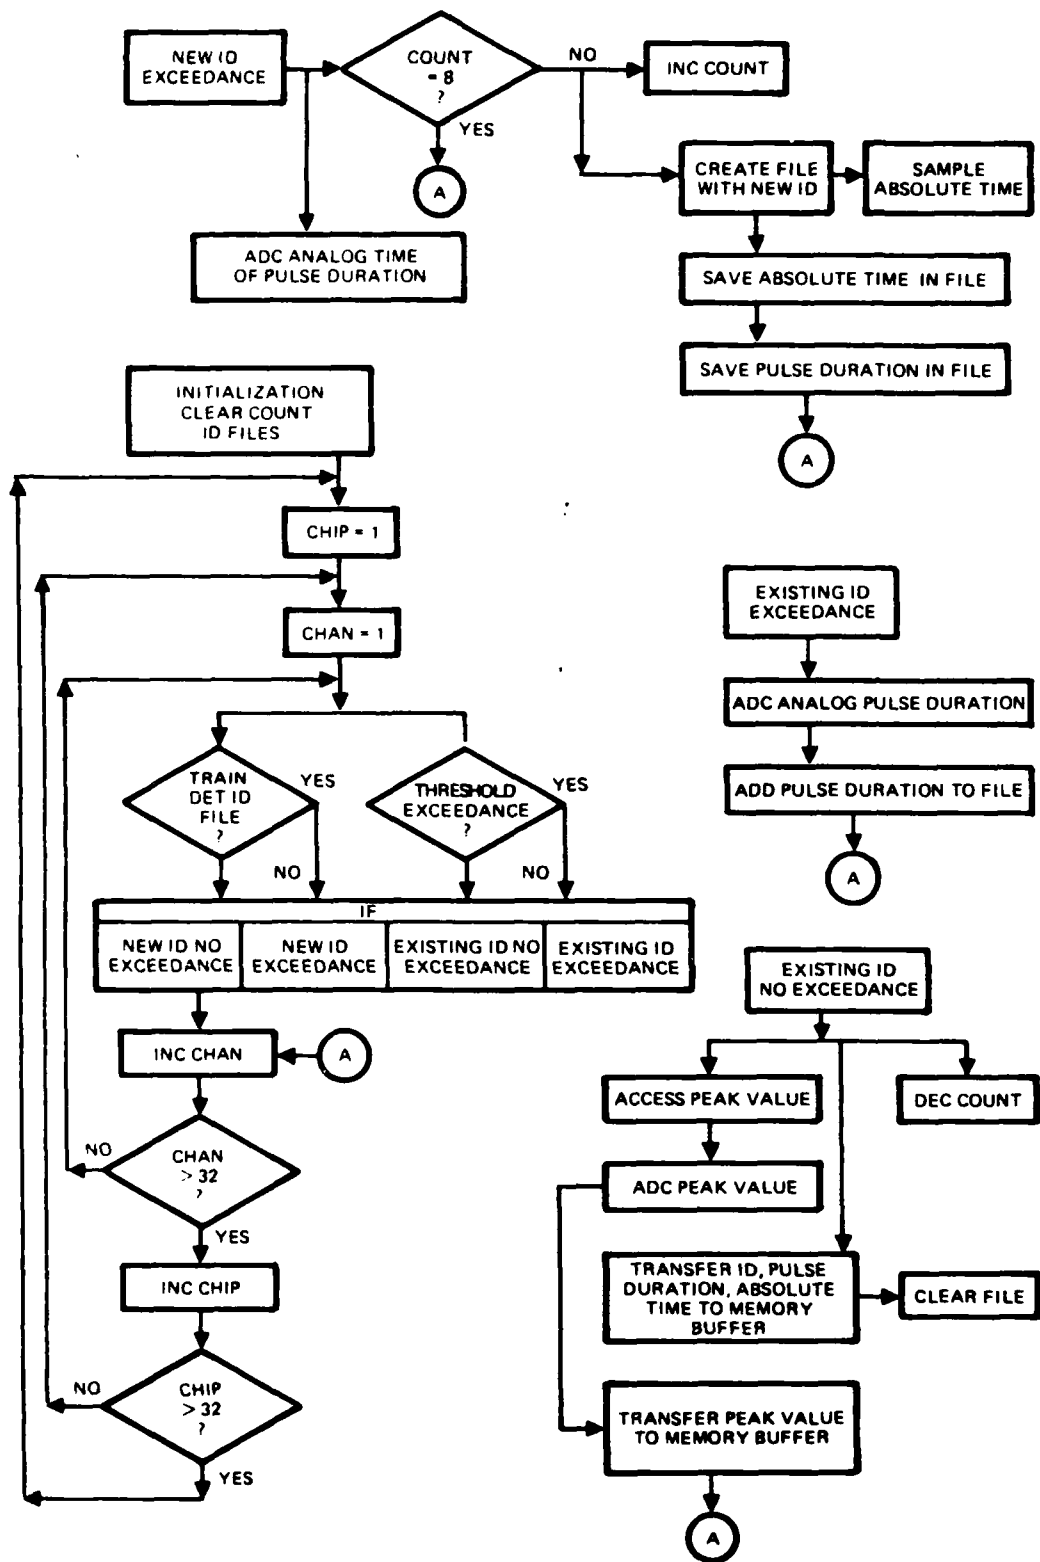 NEW ID
EXCEEDANCE
COUNT
= 8
?
NO
INC COUNT
YES
A
CREATE FILE
WITH NEW ID
SAMPLE
ABSOLUTE TIME
ADC ANALOG TIME
OF PULSE DURATION
SAVE ABSOLUTE TIME IN FILE
SAVE PULSE DURATION IN FILE
A
INITIALIZATION
CLEAR COUNT
ID FILES
CHIP = 1
CHAN = 1
TRAIN
DET ID
FILE
?
YES
NO
THRESHOLD
EXCEEDANCE
?
YES
NO
IF
NEW ID NO
EXCEEDANCE
NEW ID
EXCEEDANCE
EXISTING ID NO
EXCEEDANCE
EXISTING ID
EXCEEDANCE
INC CHAN
A
CHAN
> 32
?
NO
YES
INC CHIP
CHIP
> 32
?
NO
YES
EXISTING ID
EXCEEDANCE
ADC ANALOG PULSE DURATION
ADD PULSE DURATION TO FILE
A
EXISTING ID
NO EXCEEDANCE
ACCESS PEAK VALUE
DEC COUNT
ADC PEAK VALUE
TRANSFER ID, PULSE
DURATION, ABSOLUTE
TIME TO MEMORY
BUFFER
CLEAR FILE
TRANSFER PEAK VALUE
TO MEMORY BUFFER
A